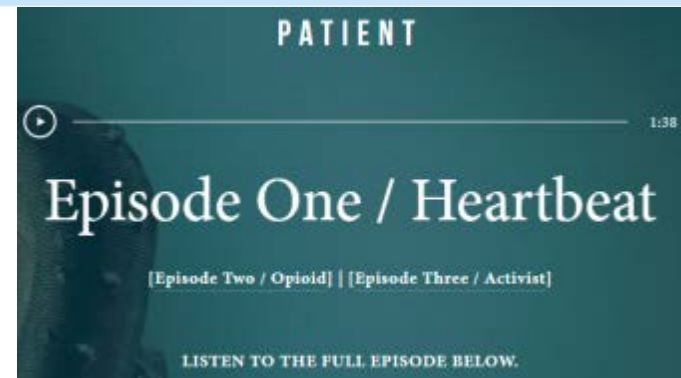 PATIENT
1:38
Episode One / Heartbeat
[Episode Two / Opioid] | [Episode Three / Activist]
LISTEN TO THE FULL EPISODE BELOW.